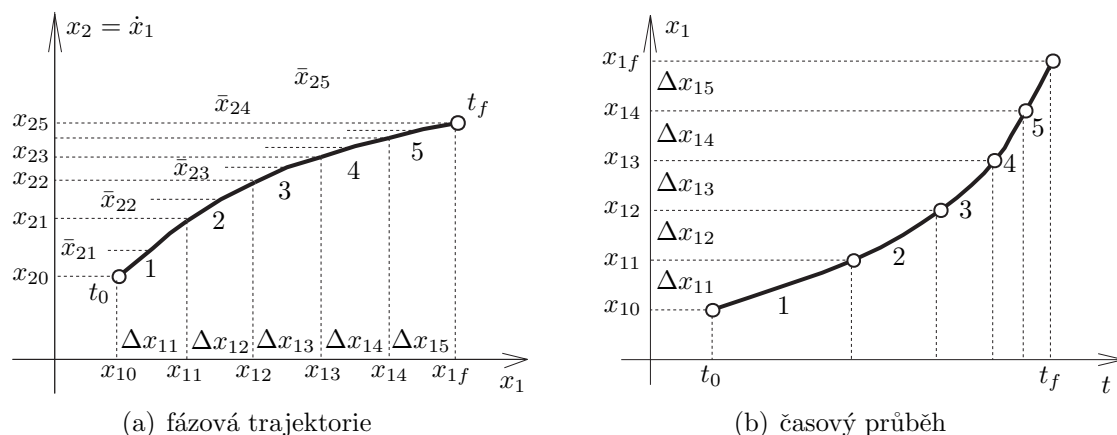 x₂ = ẋ₁
x̄₂₅
x̄₂₄
t_f
x₂₅
x₂₃
x̄₂₃
5
4
x₂₂
3
x̄₂₂
2
x₂₁
x̄₂₁
1
x₂₀
t₀
Δx₁₁ Δx₁₂ Δx₁₃ Δx₁₄ Δx₁₅
x₁₀ x₁₁ x₁₂ x₁₃ x₁₄ x₁f x₁
(a) fázová trajektorie
x₁
x₁f
Δx₁₅
x₁₄
5
Δx₁₄
x₁₃
4
Δx₁₃
x₁₂
3
Δx₁₂
2
x₁₁
Δx₁₁
1
x₁₀
t₀ t_f t
(b) časový průběh